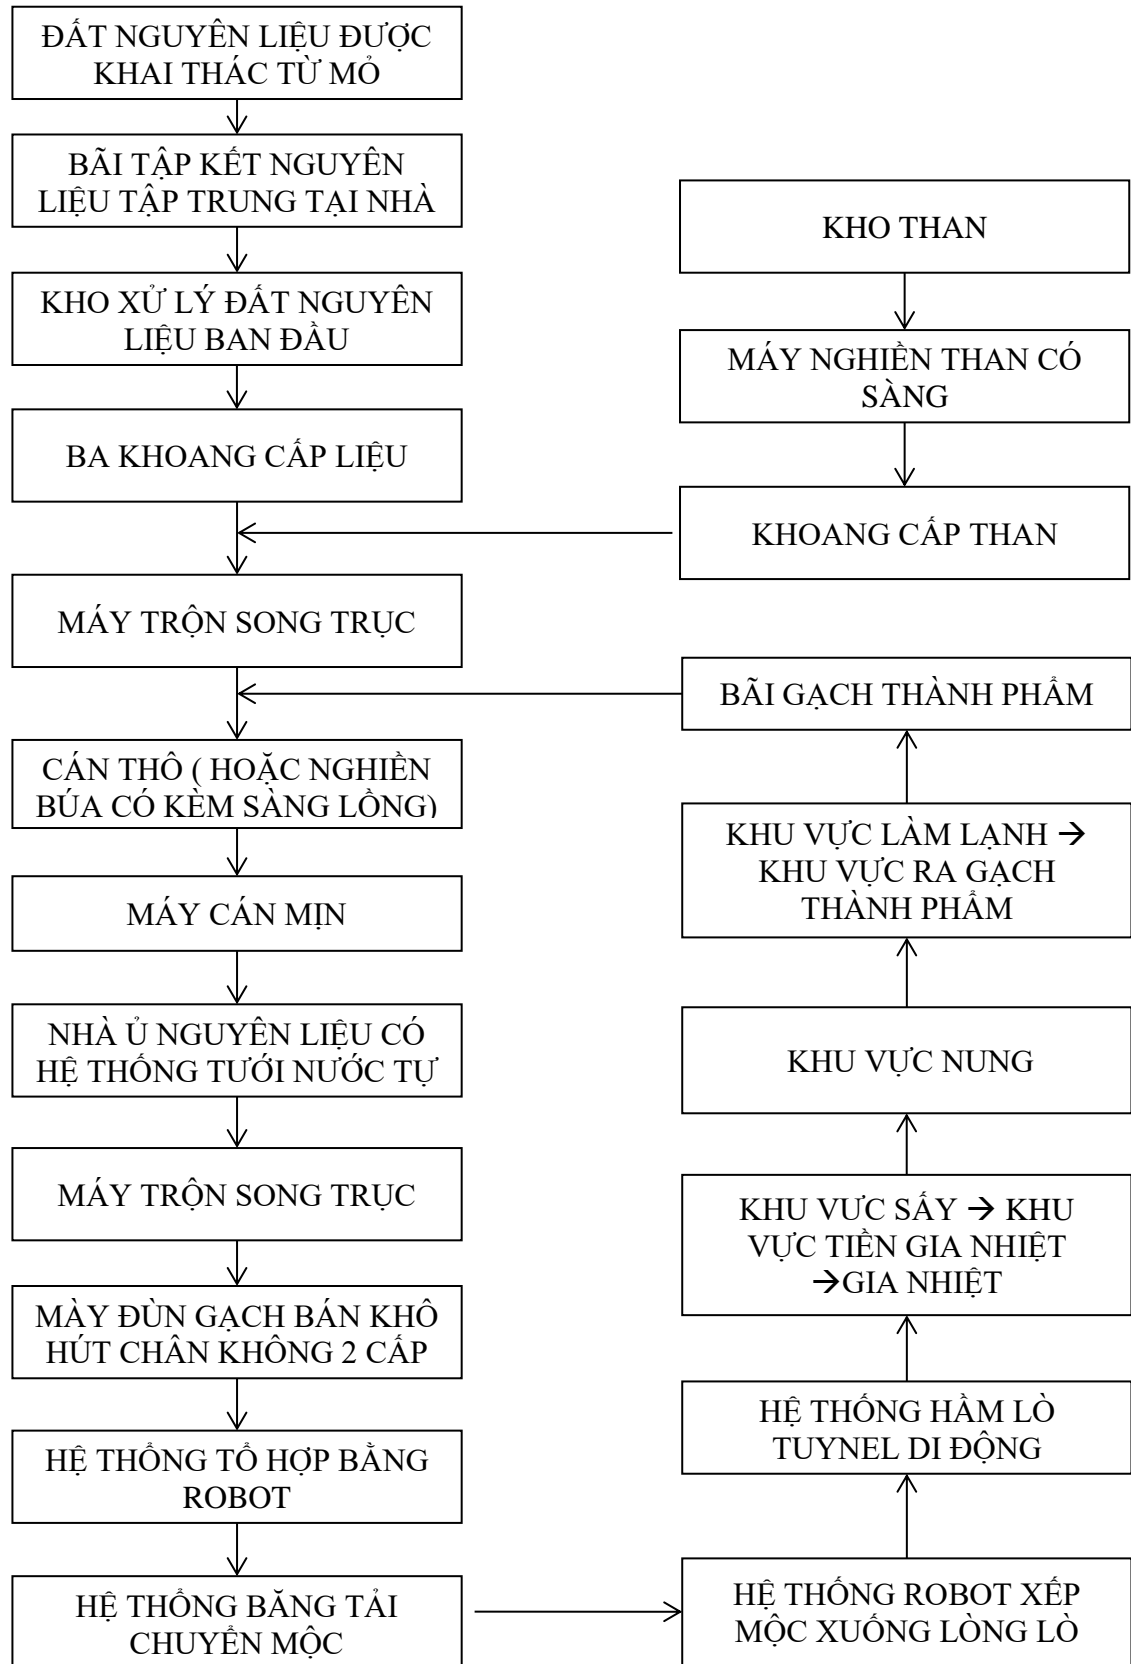 ĐẤT NGUYÊN LIỆU ĐƯỢC
KHAI THÁC TỪ MỎ
BÃI TẬP KẾT NGUYÊN
LIỆU TẬP TRUNG TẠI NHÀ
KHO XỬ LÝ ĐẤT NGUYÊN
LIỆU BAN ĐẦU
BA KHOANG CẤP LIỆU
MÁY TRỘN SONG TRỤC
CÁN THÔ ( HOẶC NGHIỀN
BÚA CÓ KÈM SÀNG LỒNG)
MÁY CÁN MỊN
NHÀ Ủ NGUYÊN LIỆU CÓ
HỆ THỐNG TƯỚI NƯỚC TỰ
MÁY TRỘN SONG TRỤC
MÀY ĐÙN GẠCH BÁN KHÔ
HÚT CHÂN KHÔNG 2 CẤP
HỆ THỔNG TỔ HỢP BẰNG
ROBOT
HỆ THỔNG BĂNG TẢI
CHUYỂN MỘC
KHO THAN
MÁY NGHIỀN THAN CÓ
SÀNG
KHOANG CẤP THAN
BÃI GẠCH THÀNH PHẨM
KHU VỰC LÀM LẠNH →
KHU VỰC RA GẠCH
THÀNH PHẨM
KHU VỰC NUNG
KHU VƯC SẤY → KHU
VỰC TIỀN GIA NHIỆT
→GIA NHIỆT
HỆ THỐNG HẦM LÒ
TUYNEL DI ĐỘNG
HỆ THỐNG ROBOT XẾP
MỘC XUỐNG LÒNG LÒ